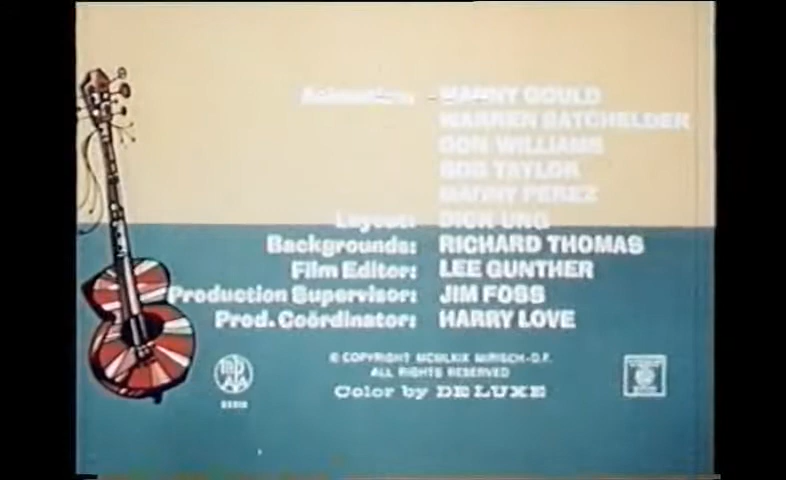 Animation: MANNY GOULD
WARREN BATCHELDER
DON WILLIAMS
BOB TAYLOR
MANNY PEREZ
Layout: DICK UNG
Backgrounds: RICHARD THOMAS
Film Editor: LEE GUNTHER
Production Supervisor: JIM FOSS
Prod. Coördinator: HARRY LOVE
© COPYRIGHT MCMLXIX MIRISCH-D.F.
ALL RIGHTS RESERVED
Color by DE LUXE